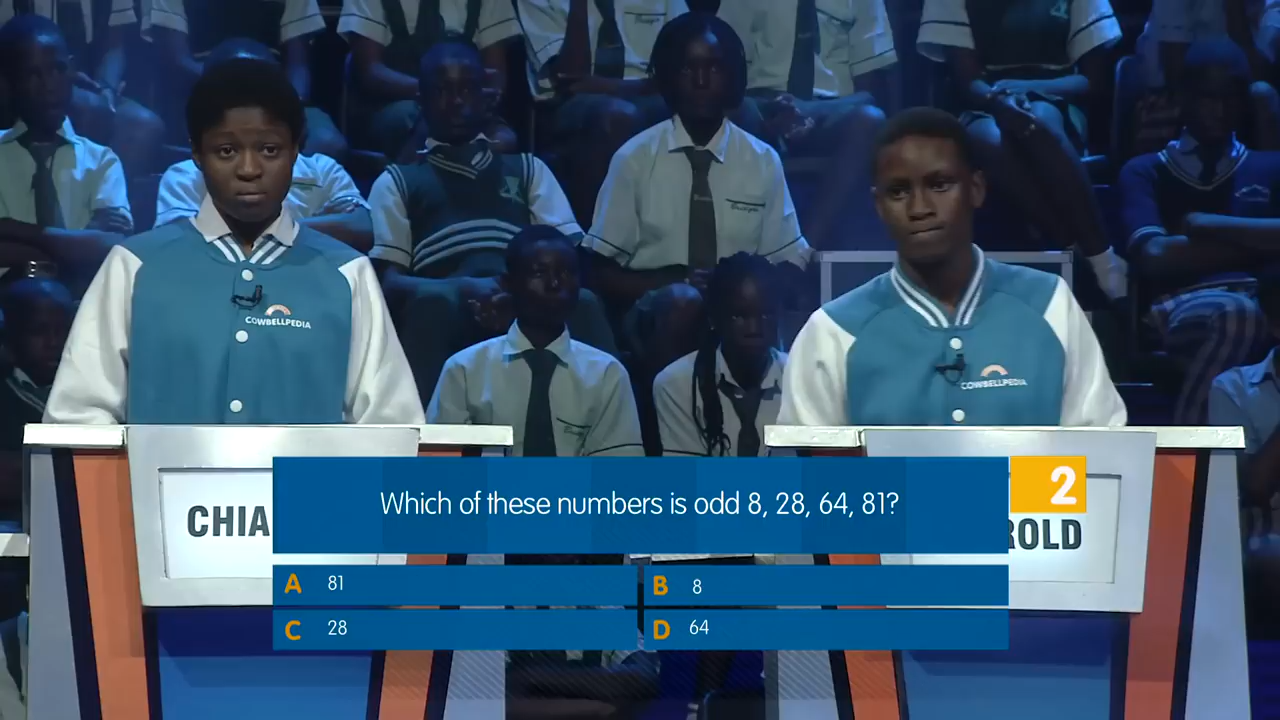 COWBELLPEDIA
COWBELLPEDIA
Which of these numbers is odd 8, 28, 64, 81?
2
CHIA
ROLD
A 81
B 8
C 28
D 64